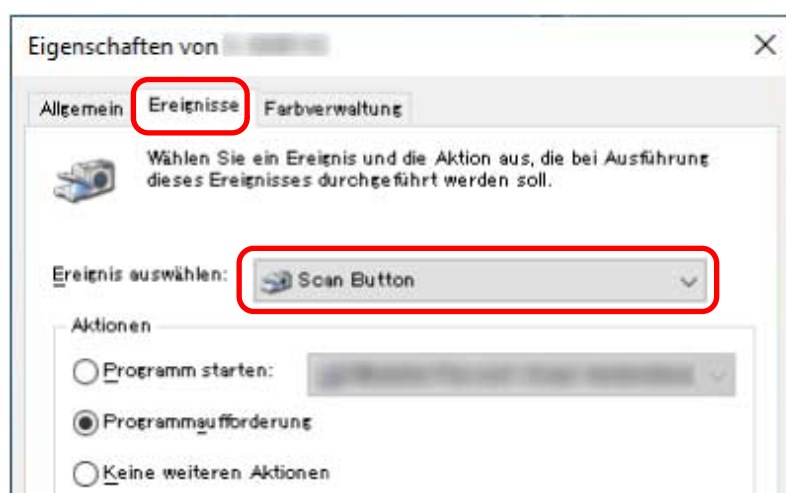 Eigenschaften von
Allgemein Ereignisse Farbverwaltung
Wählen Sie ein Ereignis und die Aktion aus, die bei Ausführung
dieses Ereignisses durchgeführt werden soll.
Ereignis auswählen: Scan Button
Aktionen
Programm starten:
Programmaufforderung
Keine weiteren Aktionen